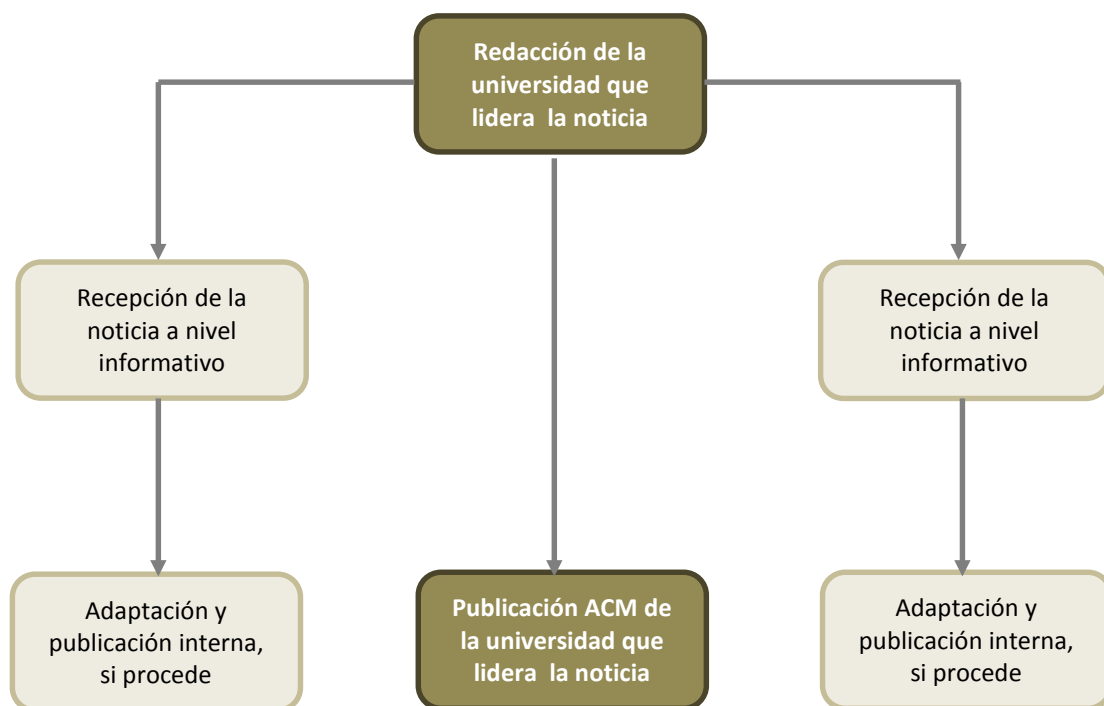 Redacción de la
universidad que
lidera  la noticia
Recepción de la
noticia a nivel
informativo
Recepción de la
noticia a nivel
informativo
Adaptación y
publicación interna,
si procede
Publicación ACM de
la universidad que
lidera  la noticia
Adaptación y
publicación interna,
si procede